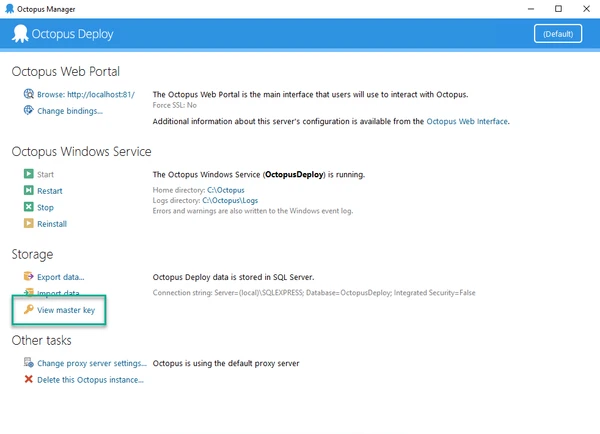 Octopus Manager
Octopus Deploy
(Default)
Octopus Web Portal
Browse: http://localhost:81/
The Octopus Web Portal is the main interface that users will use to interact with Octopus.
Force SSL: No
Change bindings...
Additional information about this server's configuration is available from the Octopus Web Interface.
Octopus Windows Service
Start
The Octopus Windows Service (OctopusDeploy) is running.
Restart
Home directory: C:\Octopus
Logs directory: C:\Octopus\Logs
Stop
Errors and warnings are also written to the Windows event log.
Reinstall
Storage
Export data...
Octopus Deploy data is stored in SQL Server.
Import data...
Connection string: Server=(local)\SQLEXPRESS; Database=OctopusDeploy; Integrated Security=False
View master key
Other tasks
Change proxy server settings...
Octopus is using the default proxy server
Delete this Octopus instance...